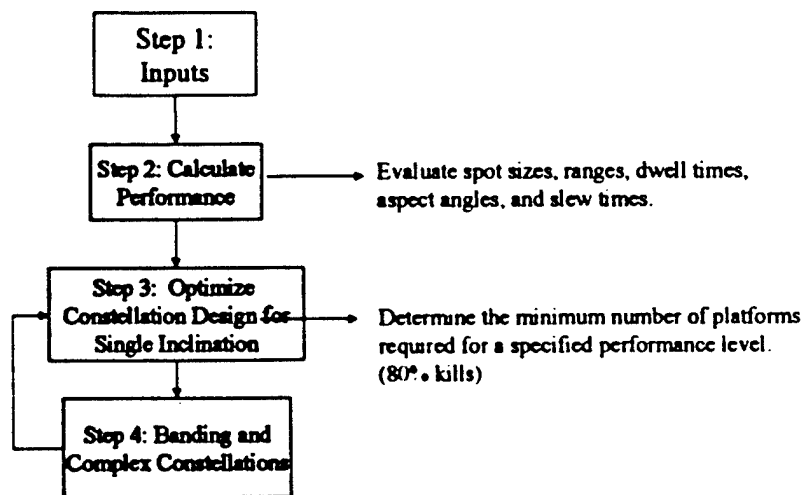 Step 1:
Inputs
Step 2: Calculate
Performance
Evaluate spot sizes, ranges, dwell times,
aspect angles, and slew times.
Step 3: Optimize
Constellation Design for
Single Inclination
Determine the minimum number of platforms
required for a specified performance level.
(80% kills)
Step 4: Banding and
Complex Constellations